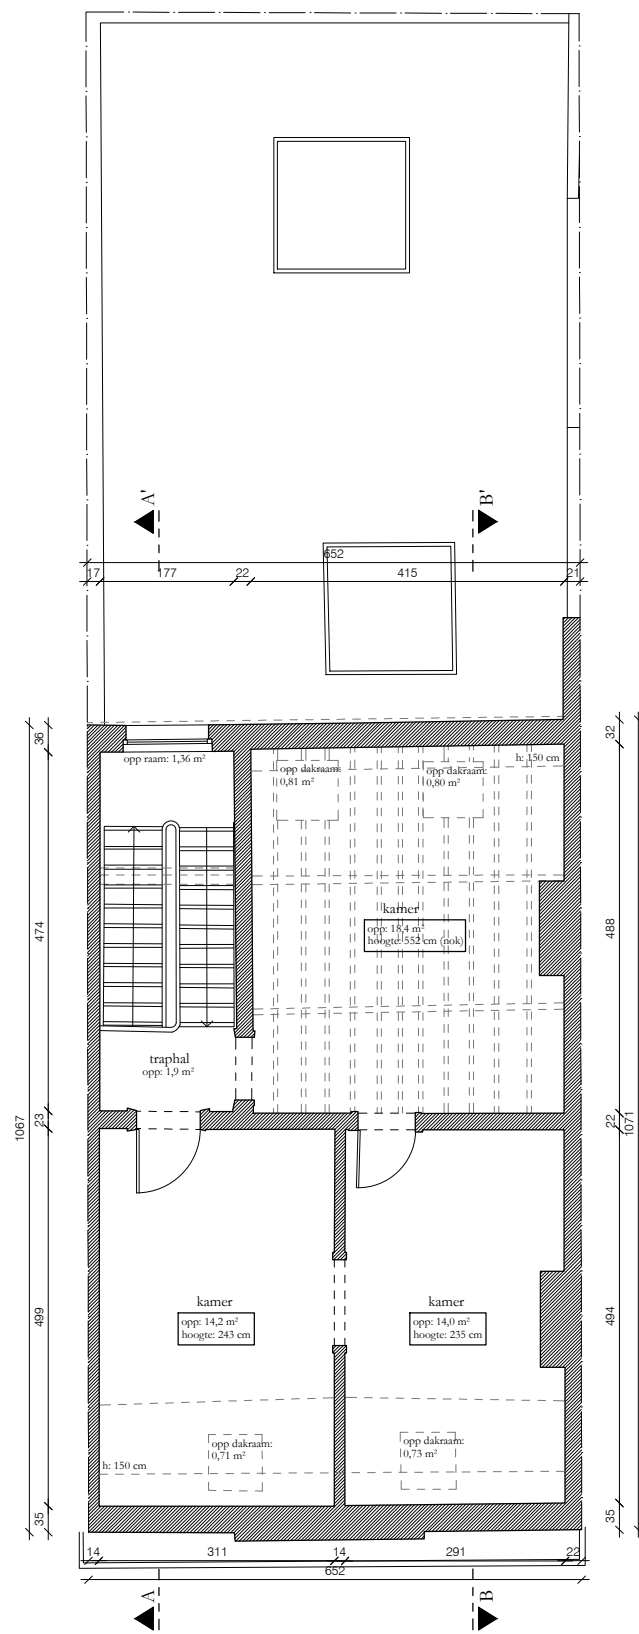 A'
B'
652
17 177 22 415 21
36
32
opp raam: 1,36 m²
h: 150 cm
opp dakraam:
0,81 m²
opp dakraam:
0,80 m²
kamer
opp: 18,4 m²
hoogte: 552 cm (nok)
474
488
traphal
opp: 1,9 m²
23
22
1067
1071
kamer
opp: 14,2 m²
hoogte: 243 cm
kamer
opp: 14,0 m²
hoogte: 235 cm
499
494
opp dakraam:
0,71 m²
opp dakraam:
0,73 m²
h: 150 cm
35
35
14 311 14 291 22
652
A
B